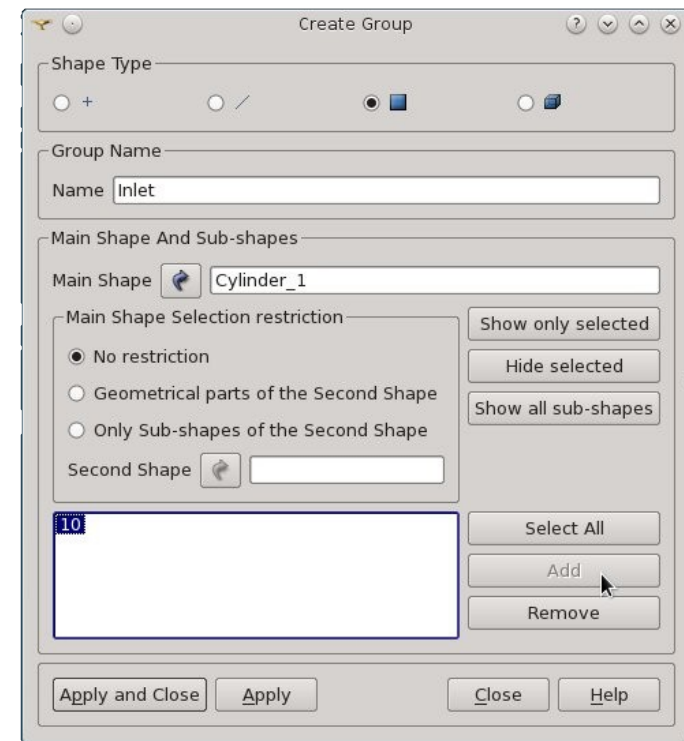 Create Group
Shape Type
Group Name
Name Inlet
Main Shape And Sub-shapes
Main Shape Cylinder_1
Main Shape Selection restriction
No restriction
Geometrical parts of the Second Shape
Only Sub-shapes of the Second Shape
Second Shape
Show only selected
Hide selected
Show all sub-shapes
10
Select All
Add
Remove
Apply and Close Apply Close Help